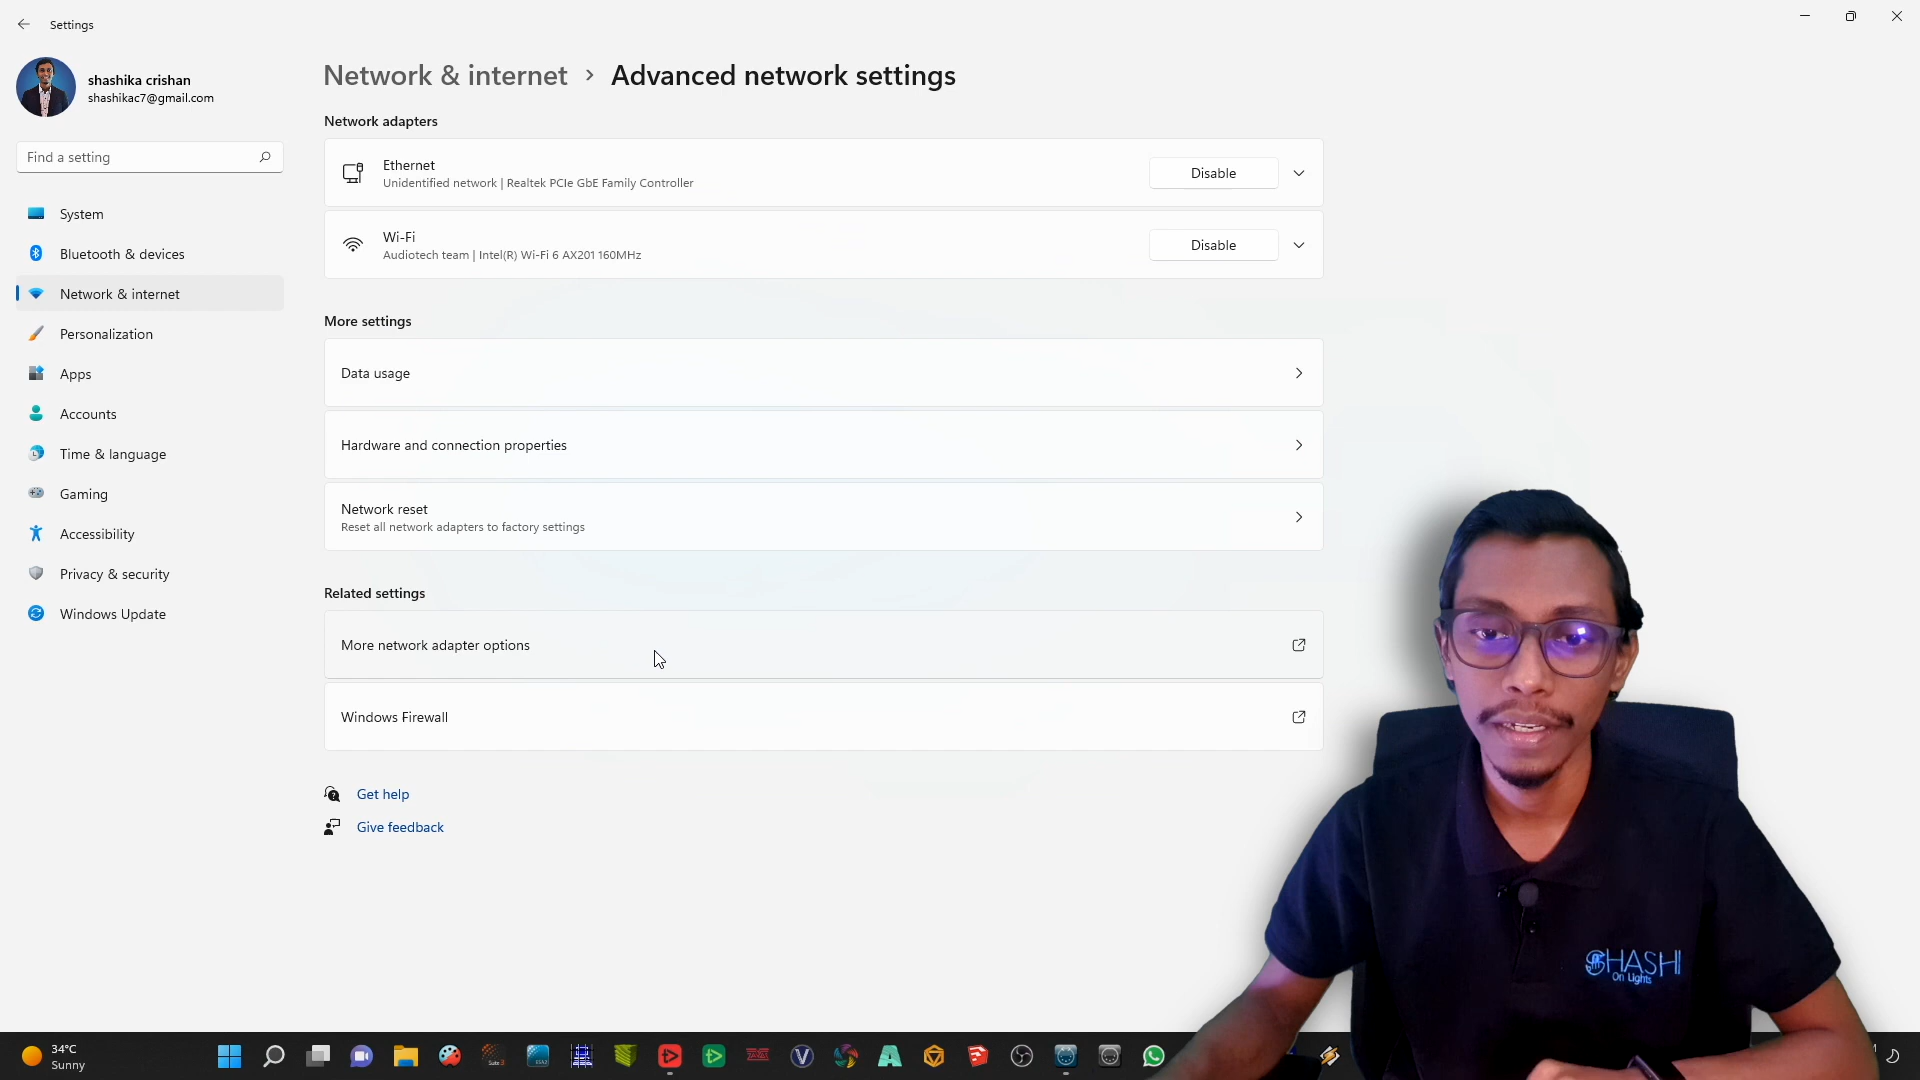 Settings
shashika crishan
shashikac7@gmail.com
Find a setting
System
Bluetooth & devices
Network & internet
Personalization
Apps
Accounts
Time & language
Gaming
Accessibility
Privacy & security
Windows Update
Network & internet > Advanced network settings
Network adapters
Ethernet
Unidentified network | Realtek PCIe GbE Family Controller
Disable
Wi-Fi
Audiotech team | Intel(R) Wi-Fi 6 AX201 160MHz
Disable
More settings
Data usage
Hardware and connection properties
Network reset
Reset all network adapters to factory settings
Related settings
More network adapter options
Windows Firewall
Get help
Give feedback
SHASHI
On Lights
34°C
Sunny